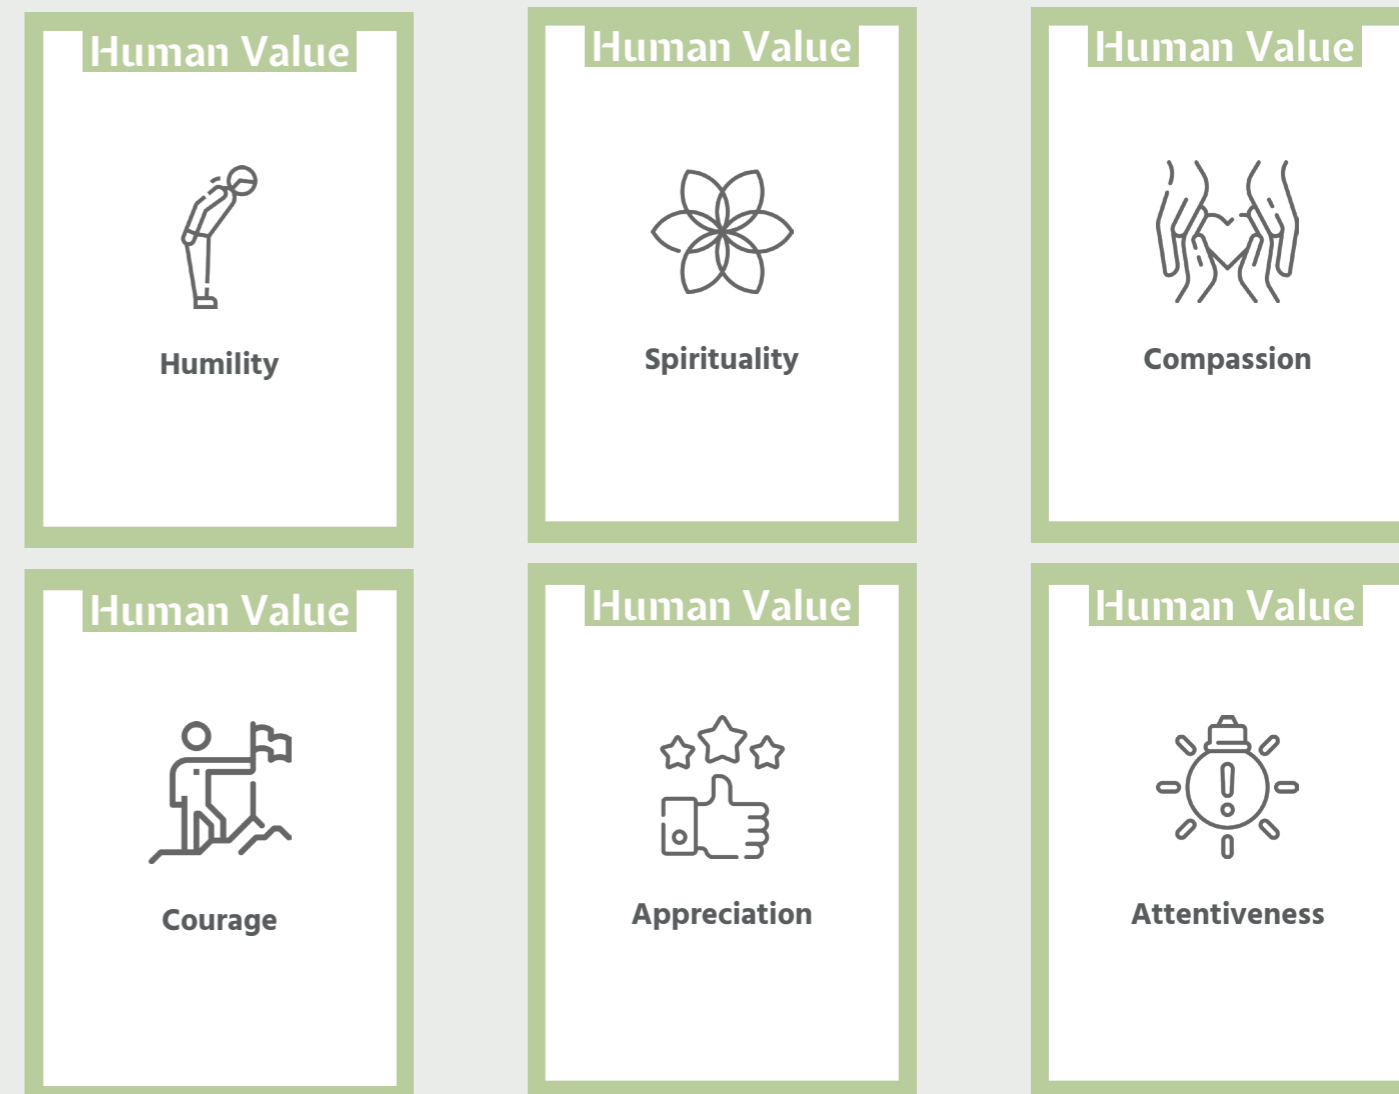 Human Value
Humility
Human Value
Spirituality
Human Value
Compassion
Human Value
Courage
Human Value
Appreciation
Human Value
Attentiveness